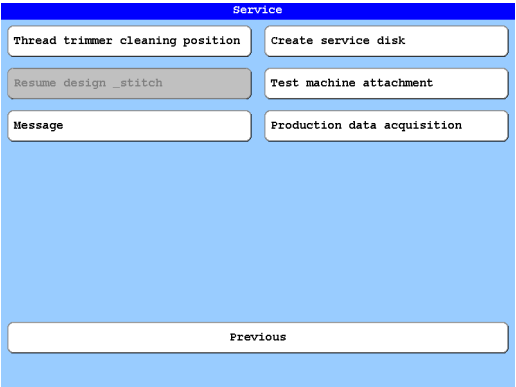 Service
Thread trimmer cleaning position
Create service disk
Resume design _stitch
Test machine attachment
Message
Production data acquisition
Previous